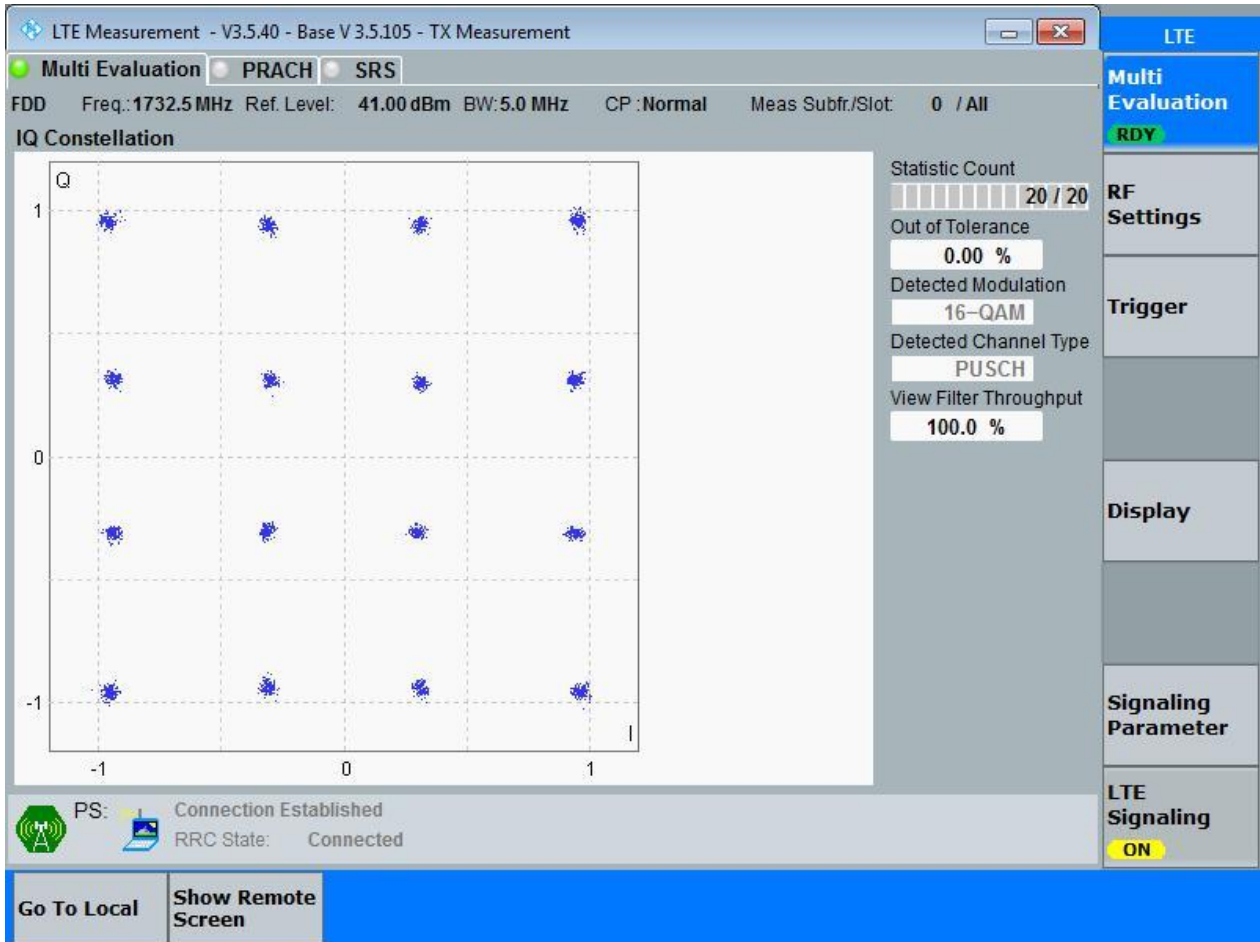 LTE Measurement - V3.5.40 - Base V 3.5.105 - TX Measurement
LTE
Multi Evaluation PRACH SRS
FDD Freq.: 1732.5 MHz Ref. Level: 41.00 dBm BW: 5.0 MHz CP : Normal Meas Subfr./Slot: 0 / All
IQ Constellation
Q
1
0
-1
I
-1 0 1
Statistic Count
20 / 20
Out of Tolerance
0.00 %
Detected Modulation
16-QAM
Detected Channel Type
PUSCH
View Filter Throughput
100.0 %
Multi
Evaluation
RDY
RF
Settings
Trigger
Display
Signaling
Parameter
LTE
Signaling
ON
PS: Connection Established
RRC State: Connected
Go To Local
Show Remote
Screen